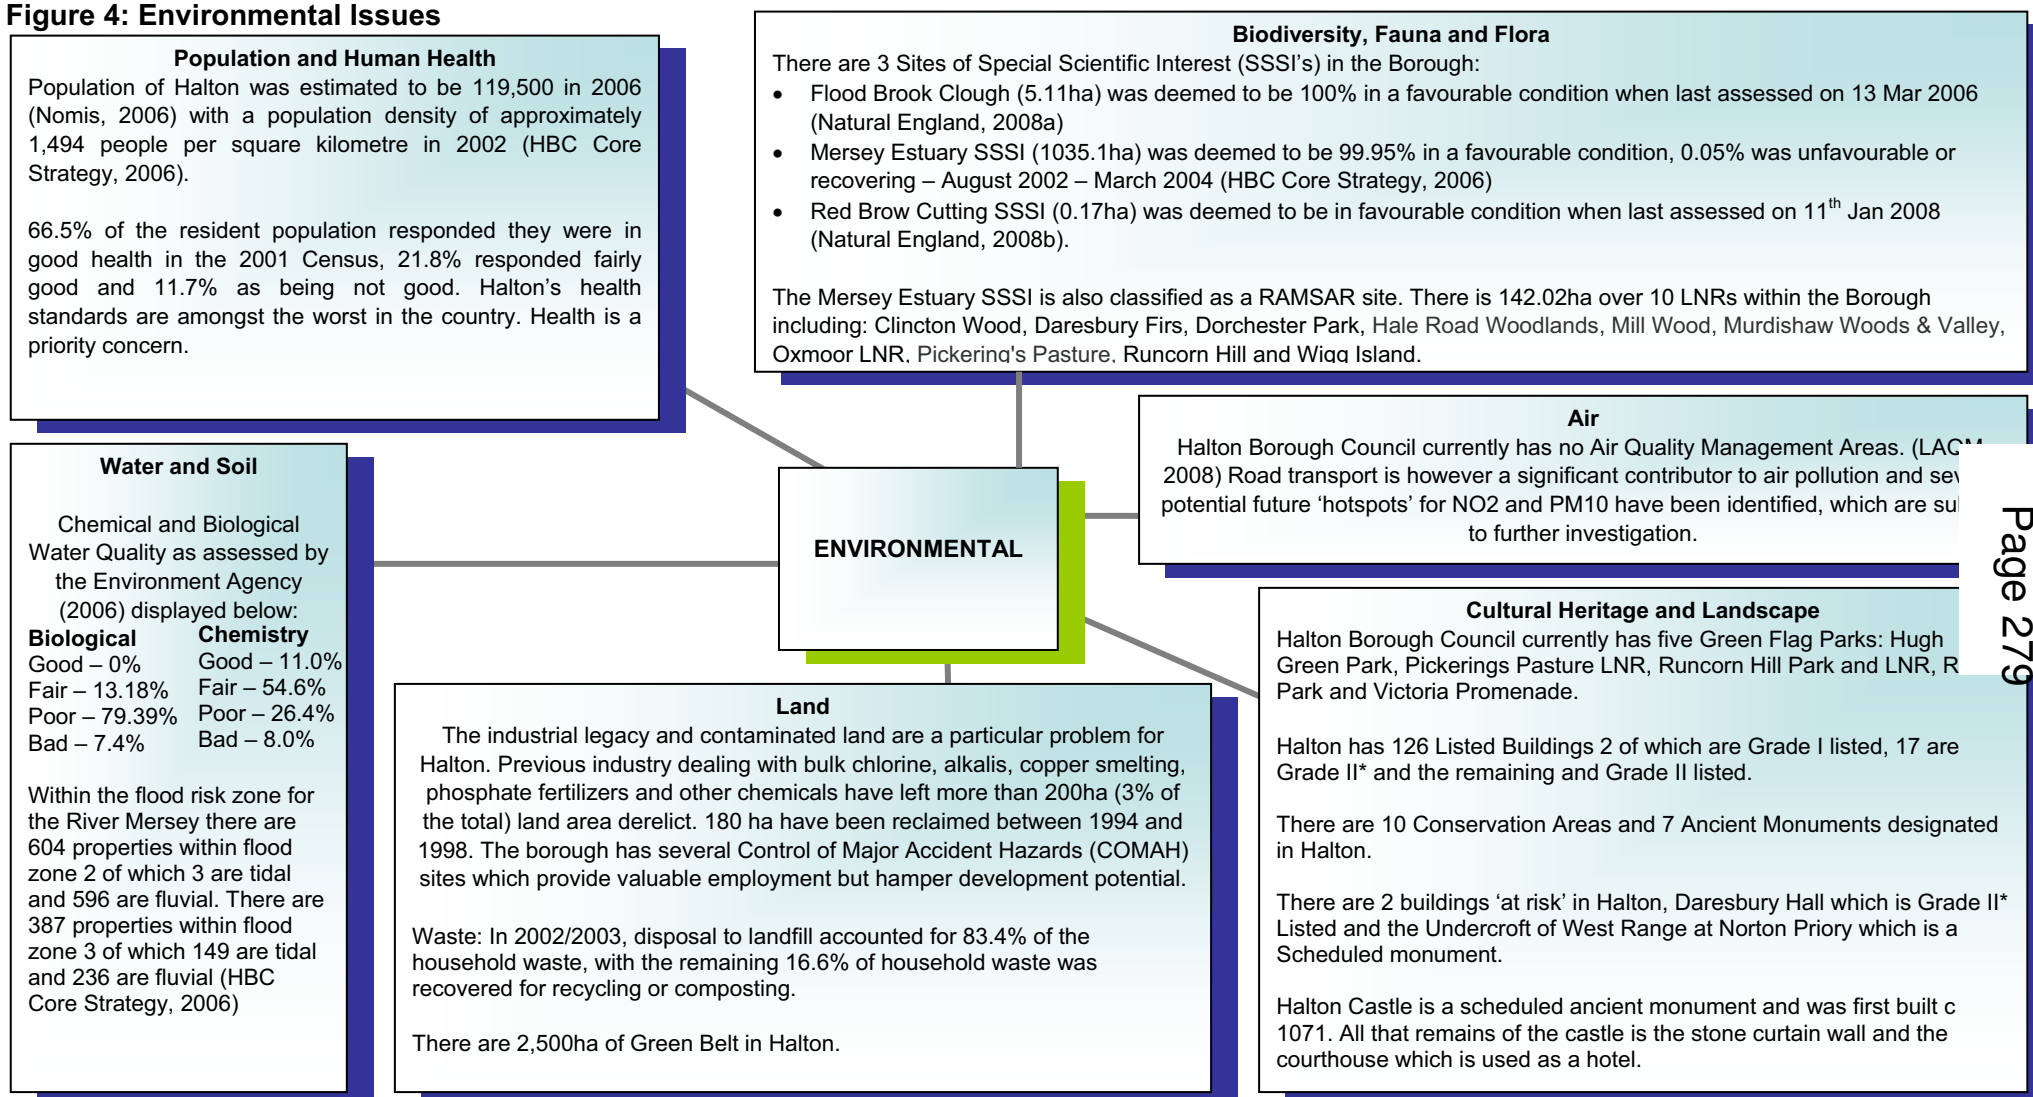 Figure 4: Environmental Issues
Population and Human Health
Population of Halton was estimated to be 119,500 in 2006
(Nomis, 2006) with a population density of approximately
1,494 people per square kilometre in 2002 (HBC Core
Strategy, 2006).
66.5% of the resident population responded they were in
good health in the 2001 Census, 21.8% responded fairly
good and 11.7% as being not good. Halton’s health
standards are amongst the worst in the country. Health is a
priority concern.
Biodiversity, Fauna and Flora
There are 3 Sites of Special Scientific Interest (SSSI’s) in the Borough:
• Flood Brook Clough (5.11ha) was deemed to be 100% in a favourable condition when last assessed on 13 Mar 2006
(Natural England, 2008a)
• Mersey Estuary SSSI (1035.1ha) was deemed to be 99.95% in a favourable condition, 0.05% was unfavourable or
recovering – August 2002 – March 2004 (HBC Core Strategy, 2006)
• Red Brow Cutting SSSI (0.17ha) was deemed to be in favourable condition when last assessed on 11th Jan 2008
(Natural England, 2008b).
The Mersey Estuary SSSI is also classified as a RAMSAR site. There is 142.02ha over 10 LNRs within the Borough
including: Clincton Wood, Daresbury Firs, Dorchester Park, Hale Road Woodlands, Mill Wood, Murdishaw Woods & Valley,
Oxmoor LNR, Pickering's Pasture, Runcorn Hill and Wigg Island.
Air
Halton Borough Council currently has no Air Quality Management Areas. (LAQM
2008) Road transport is however a significant contributor to air pollution and sev
potential future ‘hotspots’ for NO2 and PM10 have been identified, which are su
to further investigation.
Water and Soil
Chemical and Biological
Water Quality as assessed by
the Environment Agency
(2006) displayed below:
Biological
Good – 0%
Fair – 13.18%
Poor – 79.39%
Bad – 7.4%
Chemistry
Good – 11.0%
Fair – 54.6%
Poor – 26.4%
Bad – 8.0%
Within the flood risk zone for
the River Mersey there are
604 properties within flood
zone 2 of which 3 are tidal
and 596 are fluvial. There are
387 properties within flood
zone 3 of which 149 are tidal
and 236 are fluvial (HBC
Core Strategy, 2006)
ENVIRONMENTAL
Land
The industrial legacy and contaminated land are a particular problem for
Halton. Previous industry dealing with bulk chlorine, alkalis, copper smelting,
phosphate fertilizers and other chemicals have left more than 200ha (3% of
the total) land area derelict. 180 ha have been reclaimed between 1994 and
1998. The borough has several Control of Major Accident Hazards (COMAH)
sites which provide valuable employment but hamper development potential.
Waste: In 2002/2003, disposal to landfill accounted for 83.4% of the
household waste, with the remaining 16.6% of household waste was
recovered for recycling or composting.
There are 2,500ha of Green Belt in Halton.
Cultural Heritage and Landscape
Halton Borough Council currently has five Green Flag Parks: Hugh
Green Park, Pickerings Pasture LNR, Runcorn Hill Park and LNR, R
Park and Victoria Promenade.
Halton has 126 Listed Buildings 2 of which are Grade I listed, 17 are
Grade II* and the remaining and Grade II listed.
There are 10 Conservation Areas and 7 Ancient Monuments designated
in Halton.
There are 2 buildings ‘at risk’ in Halton, Daresbury Hall which is Grade II*
Listed and the Undercroft of West Range at Norton Priory which is a
Scheduled monument.
Halton Castle is a scheduled ancient monument and was first built c
1071. All that remains of the castle is the stone curtain wall and the
courthouse which is used as a hotel.
Page 279